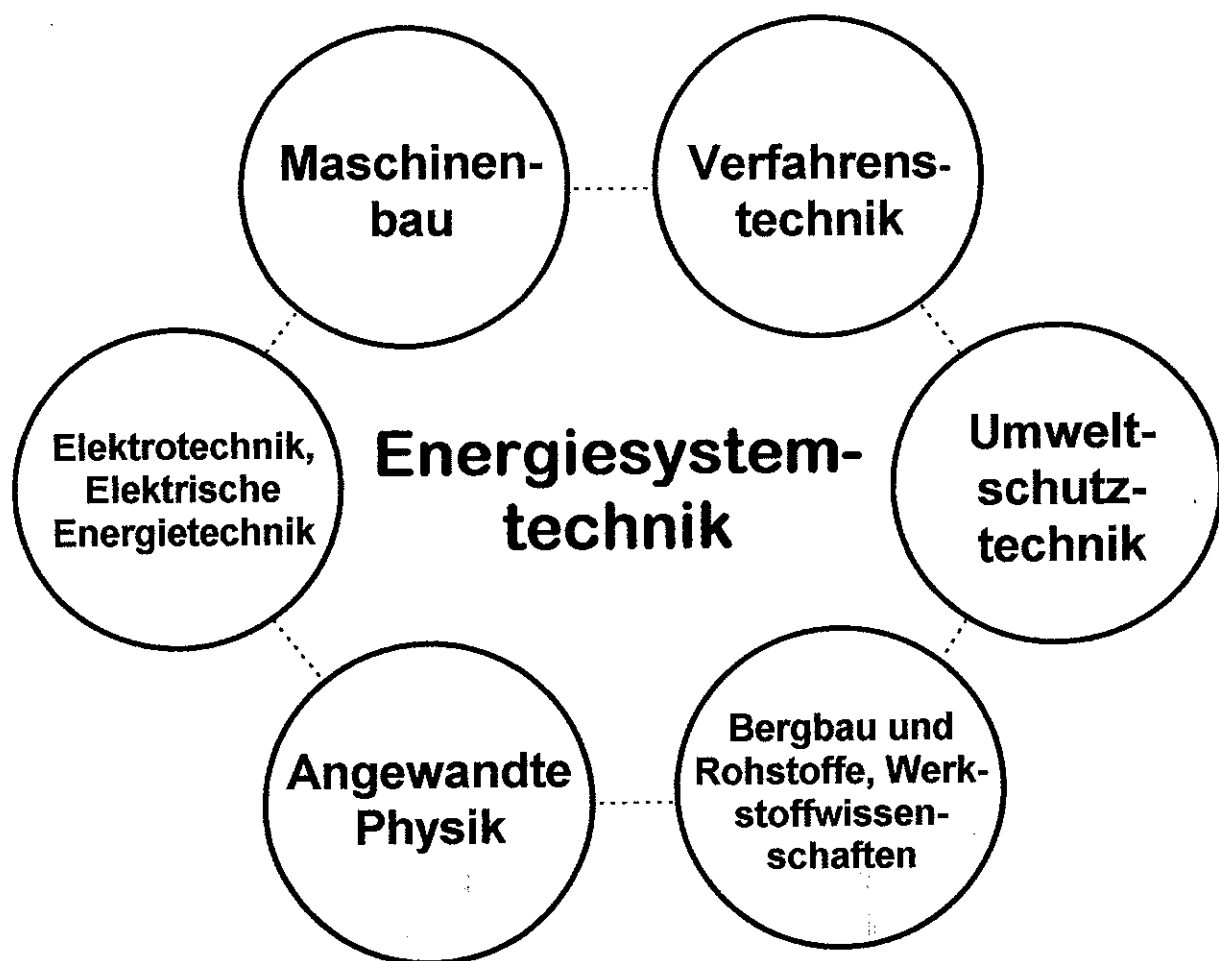 Maschinen-
bau
Verfahrens-
technik
Elektrotechnik,
Elektrische
Energietechnik
Energiesystem-
technik
Umwelt-
schutz-
technik
Angewandte
Physik
Bergbau und
Rohstoffe, Werk-
stoffwissen-
schaften